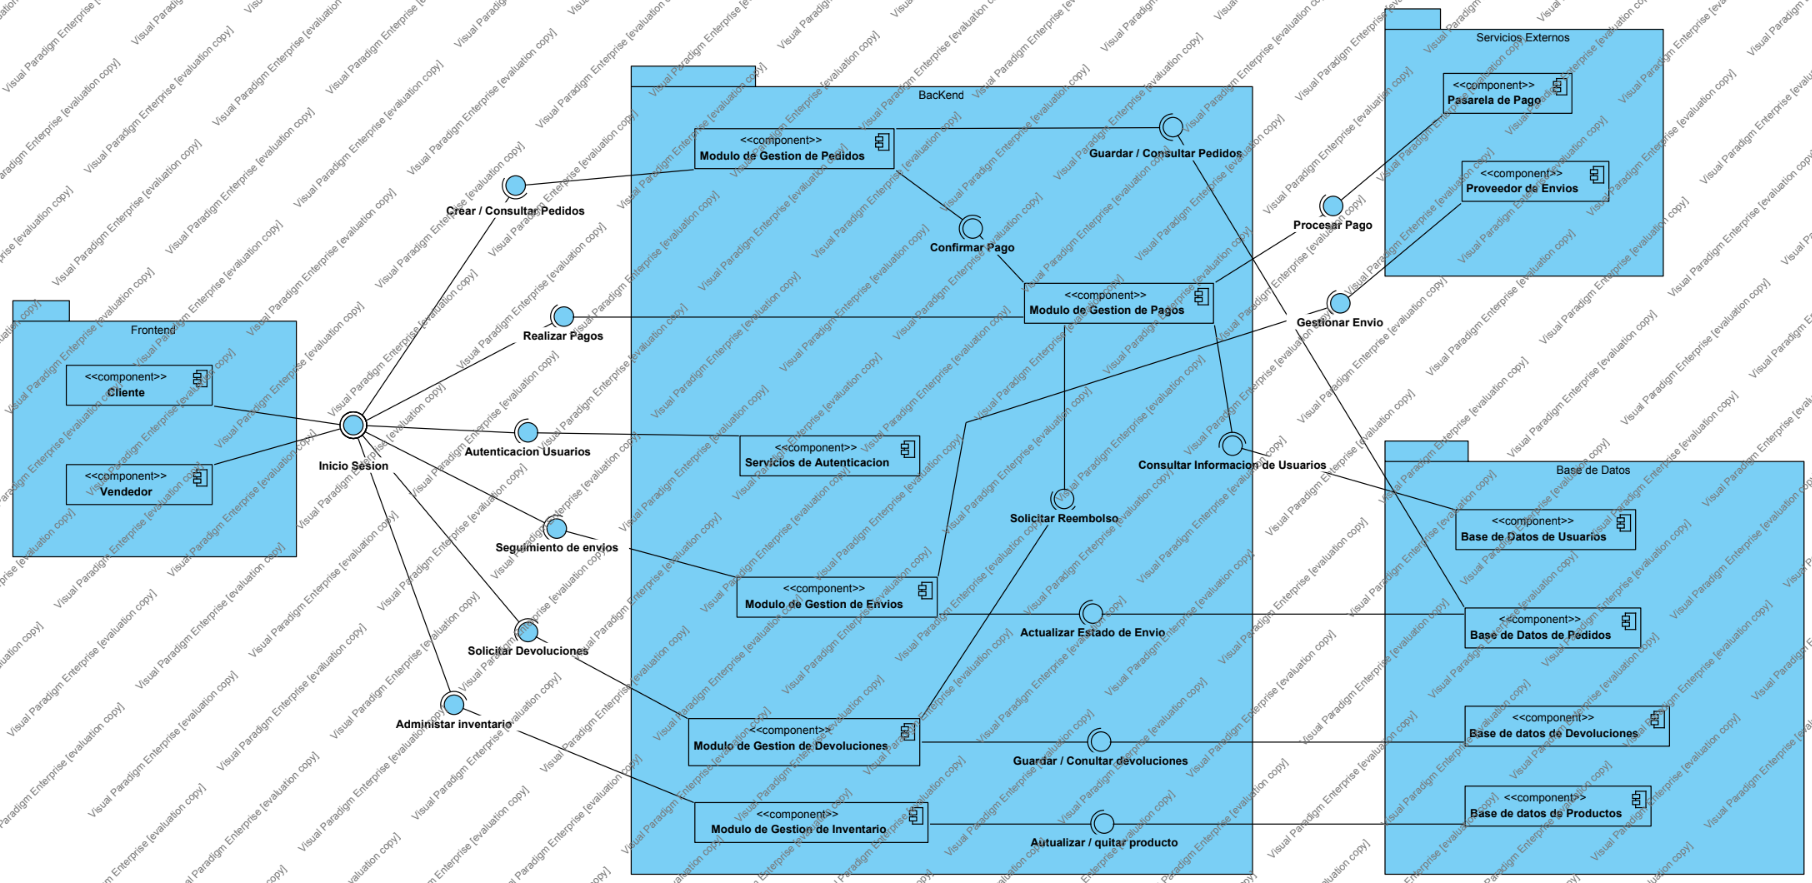 Servicios Externos
<<component>>
Pasarela de Pago
<<component>>
Proveedor de Envios
Procesar Pago
Gestionar Envio
BacKend
<<component>>
Modulo de Gestion de Pedidos
Guardar / Consultar Pedidos
Crear / Consultar Pedidos
Confirmar Pago
<<component>>
Modulo de Gestion de Pagos
Realizar Pagos
Frontend
<<component>>
Cliente
<<component>>
Vendedor
Inicio Sesion
Autenticacion Usuarios
<<component>>
Servicios de Autenticacion
Consultar Informacion de Usuarios
Solicitar Reembolso
Seguimiento de envios
<<component>>
Modulo de Gestion de Envios
Actualizar Estado de Envio
Solicitar Devoluciones
Administar inventario
<<component>>
Modulo de Gestion de Devoluciones
Guardar / Conultar devoluciones
<<component>>
Modulo de Gestion de Inventario
Autualizar / quitar producto
Base de Datos
<<component>>
Base de Datos de Usuarios
<<component>>
Base de Datos de Pedidos
<<component>>
Base de datos de Devoluciones
<<component>>
Base de datos de Productos
Visual Paradigm Enterprise [evaluation copy]